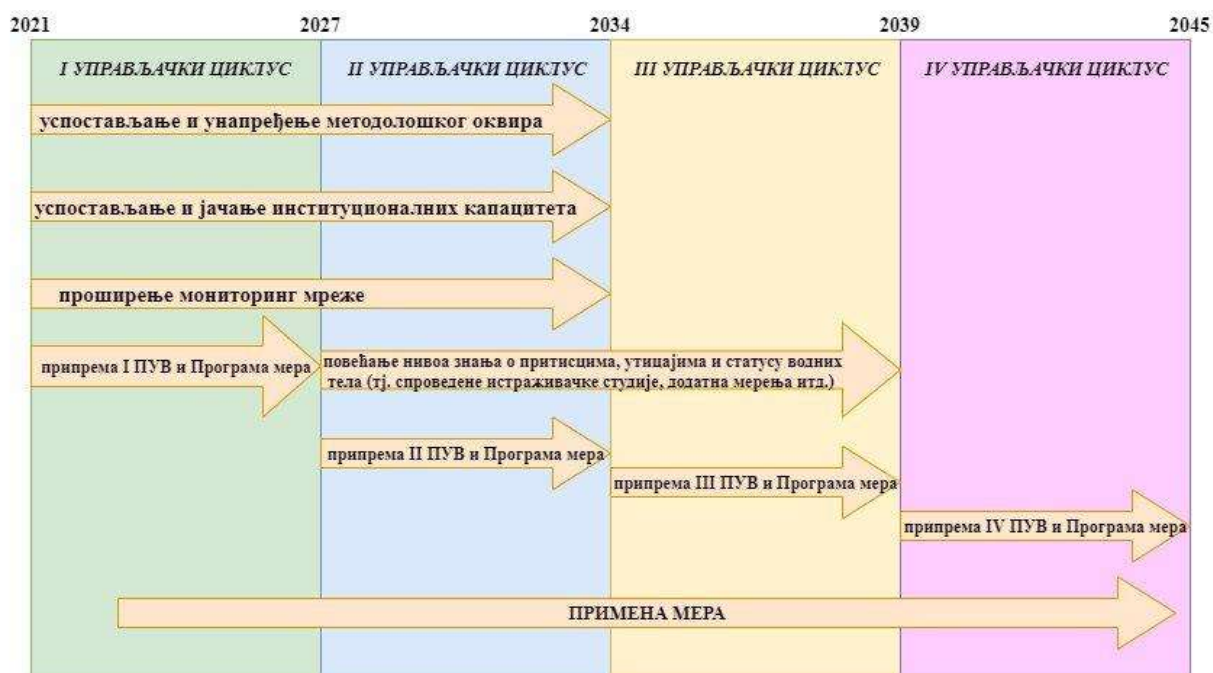 2021 2027 2034 2039 2045
I УПРАВЉАЧКИ ЦИКЛУС II УПРАВЉАЧКИ ЦИКЛУС III УПРАВЉАЧКИ ЦИКЛУС IV УПРАВЉАЧКИ ЦИКЛУС
успостављање и унапређење методолошког оквира
успостављање и јачање институционалних капацитета
проширење мониторинг мреже
припрема I ПУВ и Програма мера
повећање нивоа знања о притисцима, утицајима и статусу водних
тела (тј. спроведене истраживачке студије, додатна мерења итд.)
припрема II ПУВ и Програма мера
припрема III ПУВ и Програма мера
припрема IV ПУВ и Програма мера
ПРИМЕНА МЕРА